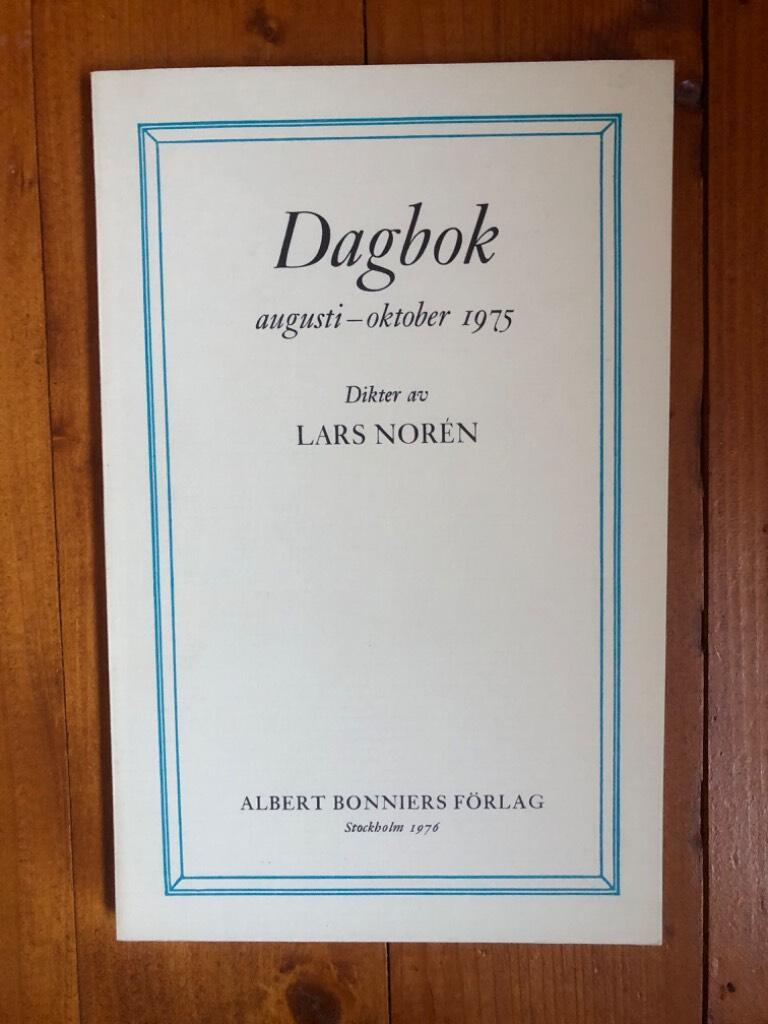 Dagbok
augusti – oktober 1975
Dikter av
LARS NORÉN
ALBERT BONNIERS FÖRLAG
Stockholm 1976